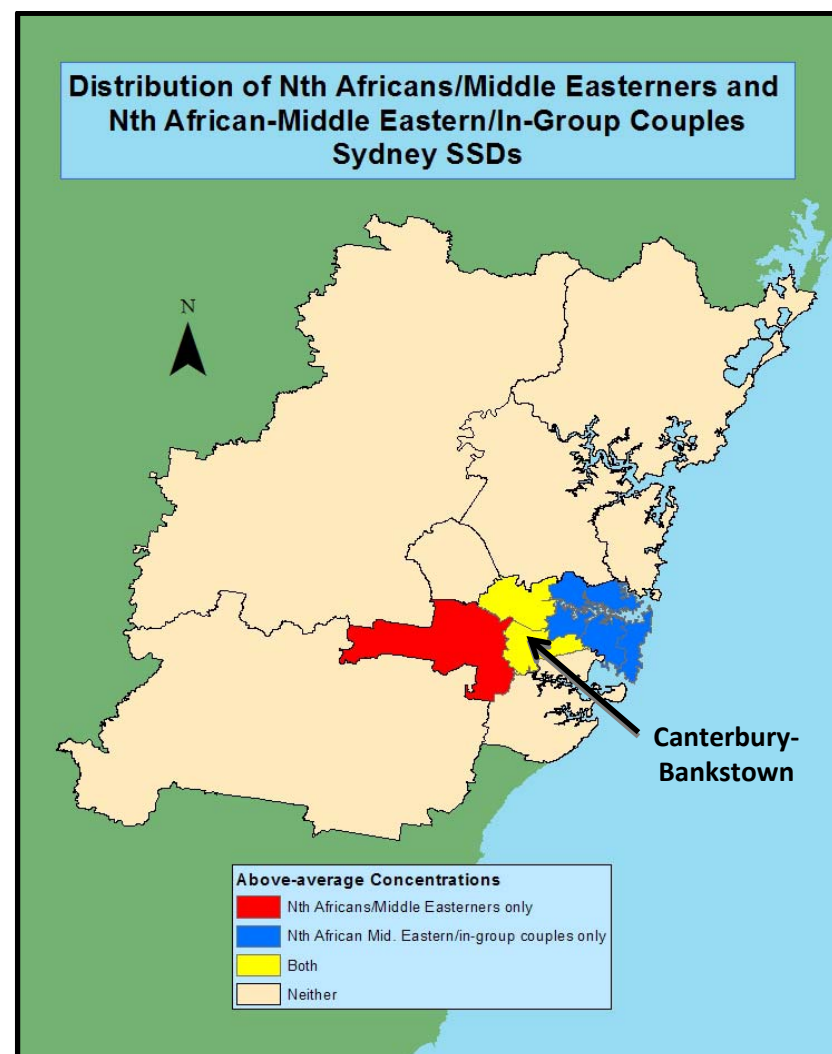 Distribution of Nth Africans/Middle Easterners and
Nth African-Middle Eastern/In-Group Couples
Sydney SSDs
N
Canterbury-
Bankstown
Above-average Concentrations
Nth Africans/Middle Easterners only
Nth African Mid. Eastern/in-group couples only
Both
Neither